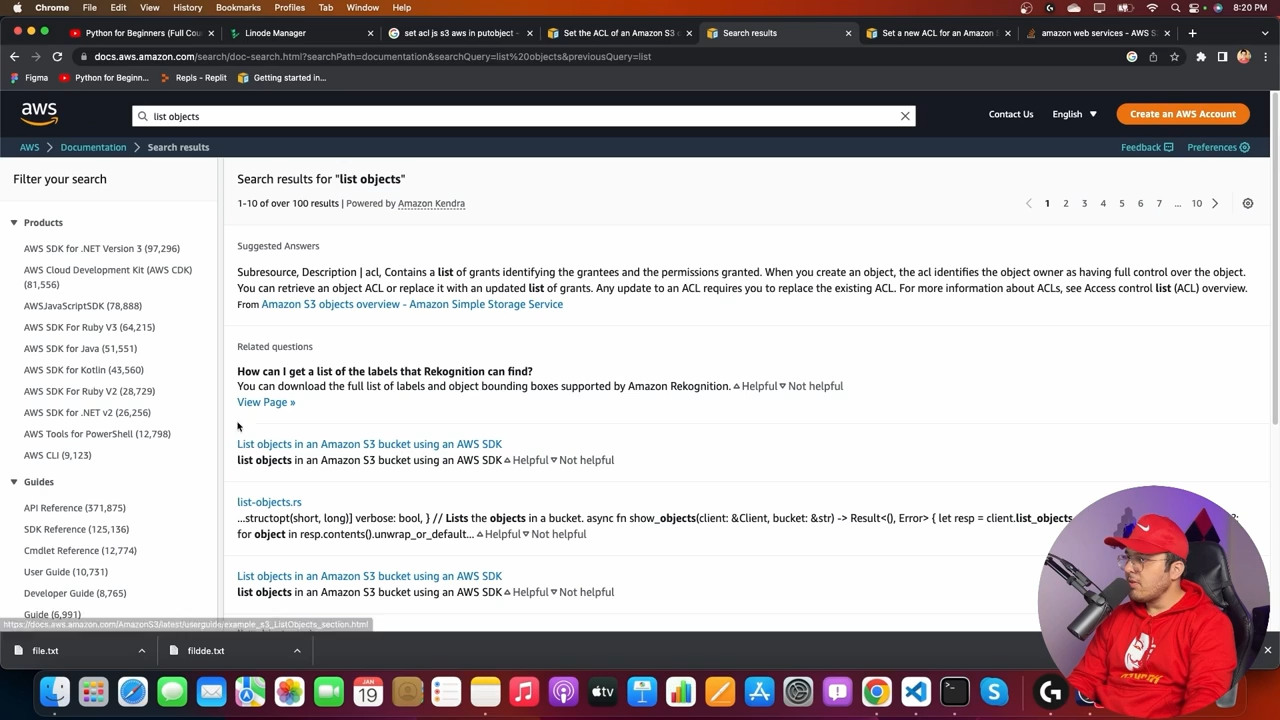 Chrome File Edit View History Bookmarks Profiles Tab Window Help 8:20 PM
Python for Beginners (Full Cou Linode Manager set acl js s3 aws in putobject - Set the ACL of an Amazon S3 Search results Set a new ACL for an Amazon amazon web services - AWS S
docs.aws.amazon.com/search/doc-search.html?searchPath=documentation&searchQuery=list%20objects&previousQuery=list
Figma Python for Beginn... Repls - Replit Getting started in...
aws list objects Contact Us English Create an AWS Account
AWS Documentation Search results Feedback Preferences
Filter your search
Products
AWS SDK for .NET Version 3 (97,296)
AWS Cloud Development Kit (AWS CDK)
(81,556)
AWSJavaScriptSDK (78,888)
AWS SDK For Ruby V3 (64,215)
AWS SDK for Java (51,551)
AWS SDK for Kotlin (43,560)
AWS SDK For Ruby V2 (28,729)
AWS SDK for .NET v2 (26,256)
AWS Tools for PowerShell (12,798)
AWS CLI (9,123)
Guides
API Reference (371,875)
SDK Reference (125,136)
Cmdlet Reference (12,774)
User Guide (10,731)
Developer Guide (8,765)
Guide (6,991)
Search results for "list objects"
1-10 of over 100 results | Powered by Amazon Kendra
1 2 3 4 5 6 7 ... 10
Suggested Answers
Subresource, Description | acl, Contains a list of grants identifying the grantees and the permissions granted. When you create an object, the acl identifies the object owner as having full control over the object.
You can retrieve an object ACL or replace it with an updated list of grants. Any update to an ACL requires you to replace the existing ACL. For more information about ACLs, see Access control list (ACL) overview.
From Amazon S3 objects overview - Amazon Simple Storage Service
Related questions
How can I get a list of the labels that Rekognition can find?
You can download the full list of labels and object bounding boxes supported by Amazon Rekognition. Helpful Not helpful
View Page »
List objects in an Amazon S3 bucket using an AWS SDK
list objects in an Amazon S3 bucket using an AWS SDK Helpful Not helpful
list-objects.rs
...structopt(short, long)] verbose: bool, } // Lists the objects in a bucket. async fn show_objects(client: &Client, bucket: &str) -> Result<(), Error> { let resp = client.list_objects
for object in resp.contents().unwrap_or_default... Helpful Not helpful
List objects in an Amazon S3 bucket using an AWS SDK
list objects in an Amazon S3 bucket using an AWS SDK Helpful Not helpful
https://docs.aws.amazon.com/AmazonS3/latest/userguide/example_s3_ListObjects_section.html
file.txt fildde.txt
JAN
19
tv